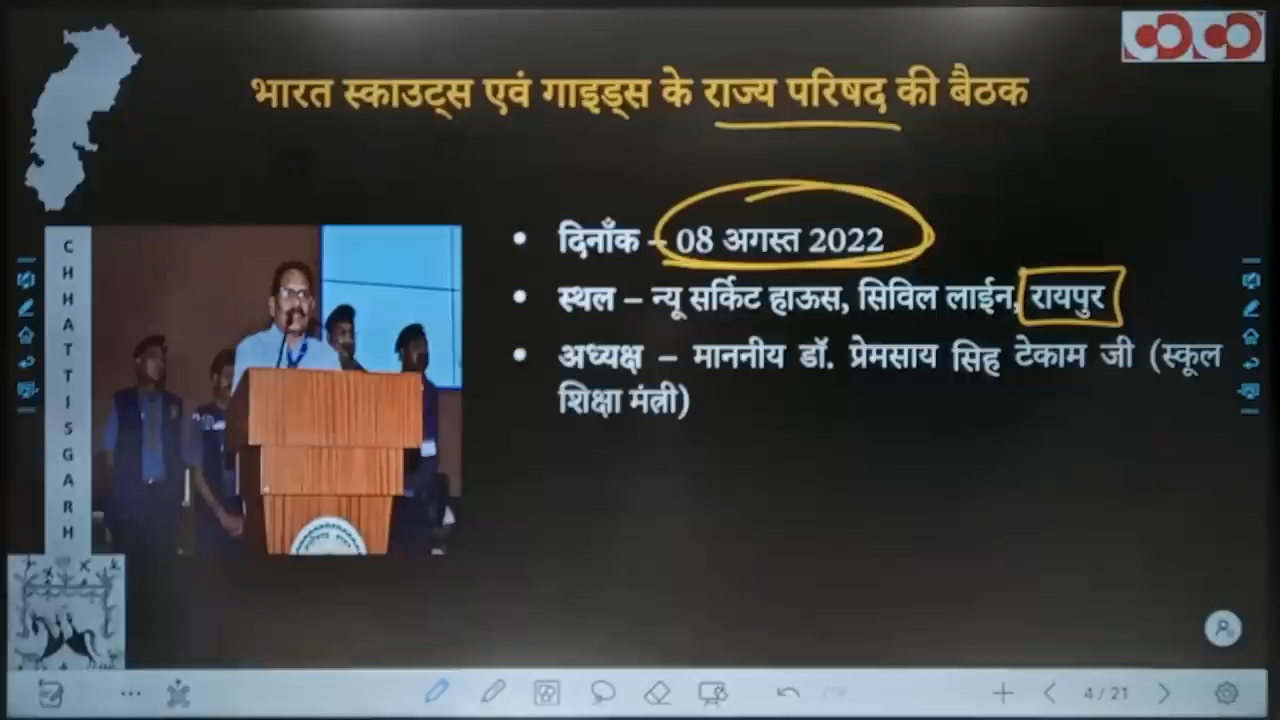 भारत स्काउट्स एवं गाइड्स के राज्य परिषद की बैठक
CHHATTISGARH
• दिनाँक – 08 अगस्त 2022
• स्थल – न्यू सर्किट हाऊस, सिविल लाईन, रायपुर
• अध्यक्ष – माननीय डॉ. प्रेमसाय सिंह टेकाम जी (स्कूल
शिक्षा मंत्री)
4 / 21